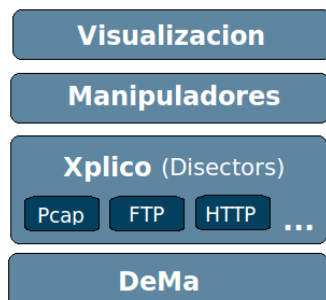 Visualizacion
Manipuladores
Xplico (Disectors)
Pcap FTP HTTP ...
DeMa